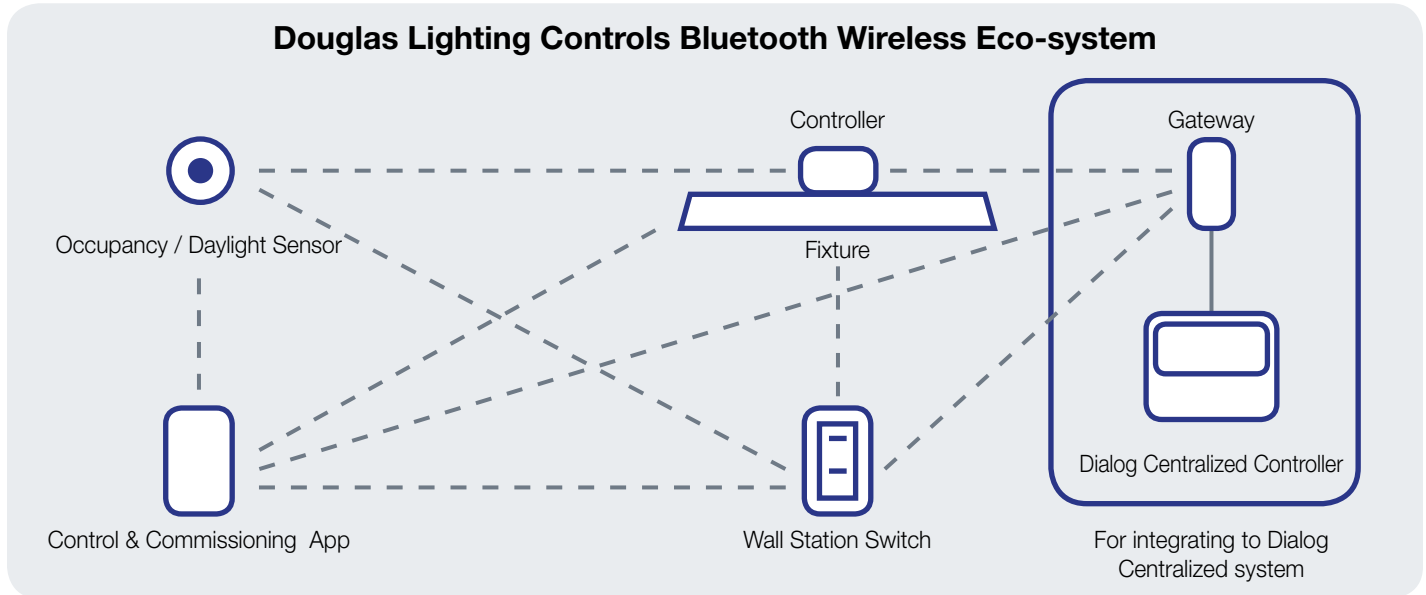 Douglas Lighting Controls Bluetooth Wireless Eco-system
Controller
Gateway
Occupancy / Daylight Sensor
Fixture
Dialog Centralized Controller
Control & Commissioning App
Wall Station Switch
For integrating to Dialog
Centralized system